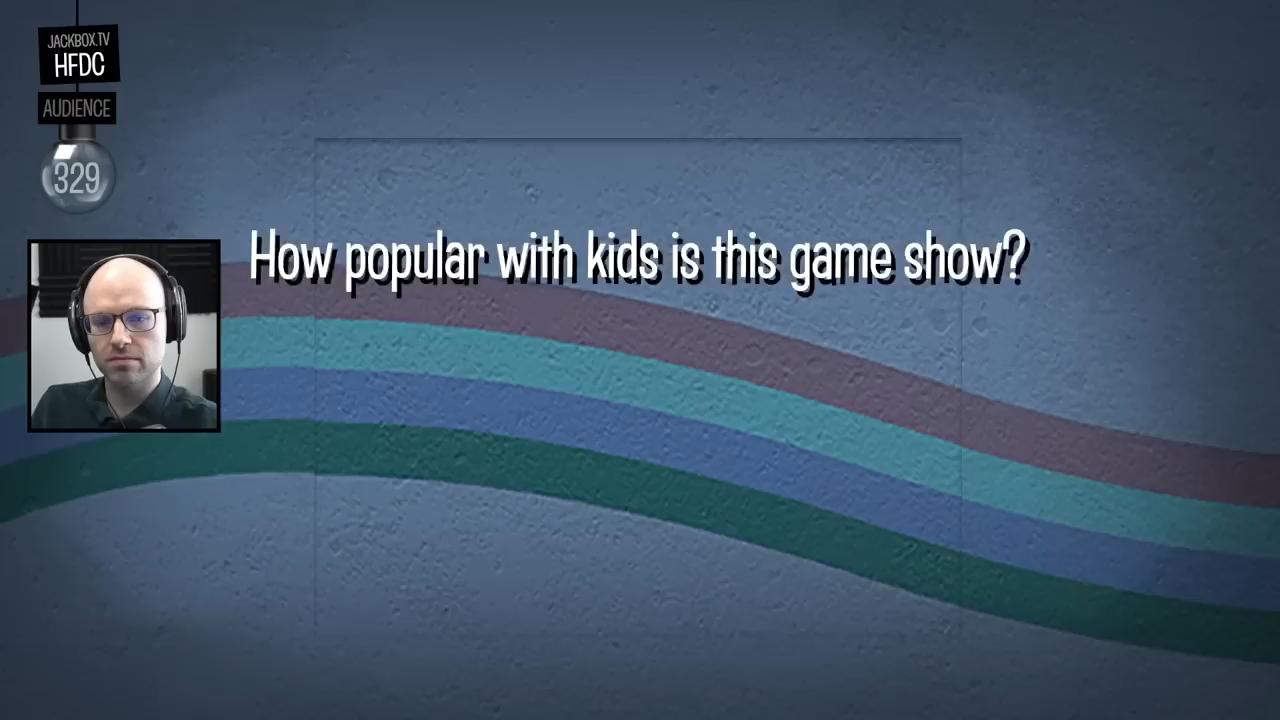 JACKBOX.TV
HFDC
AUDIENCE
329
How popular with kids is this game show?